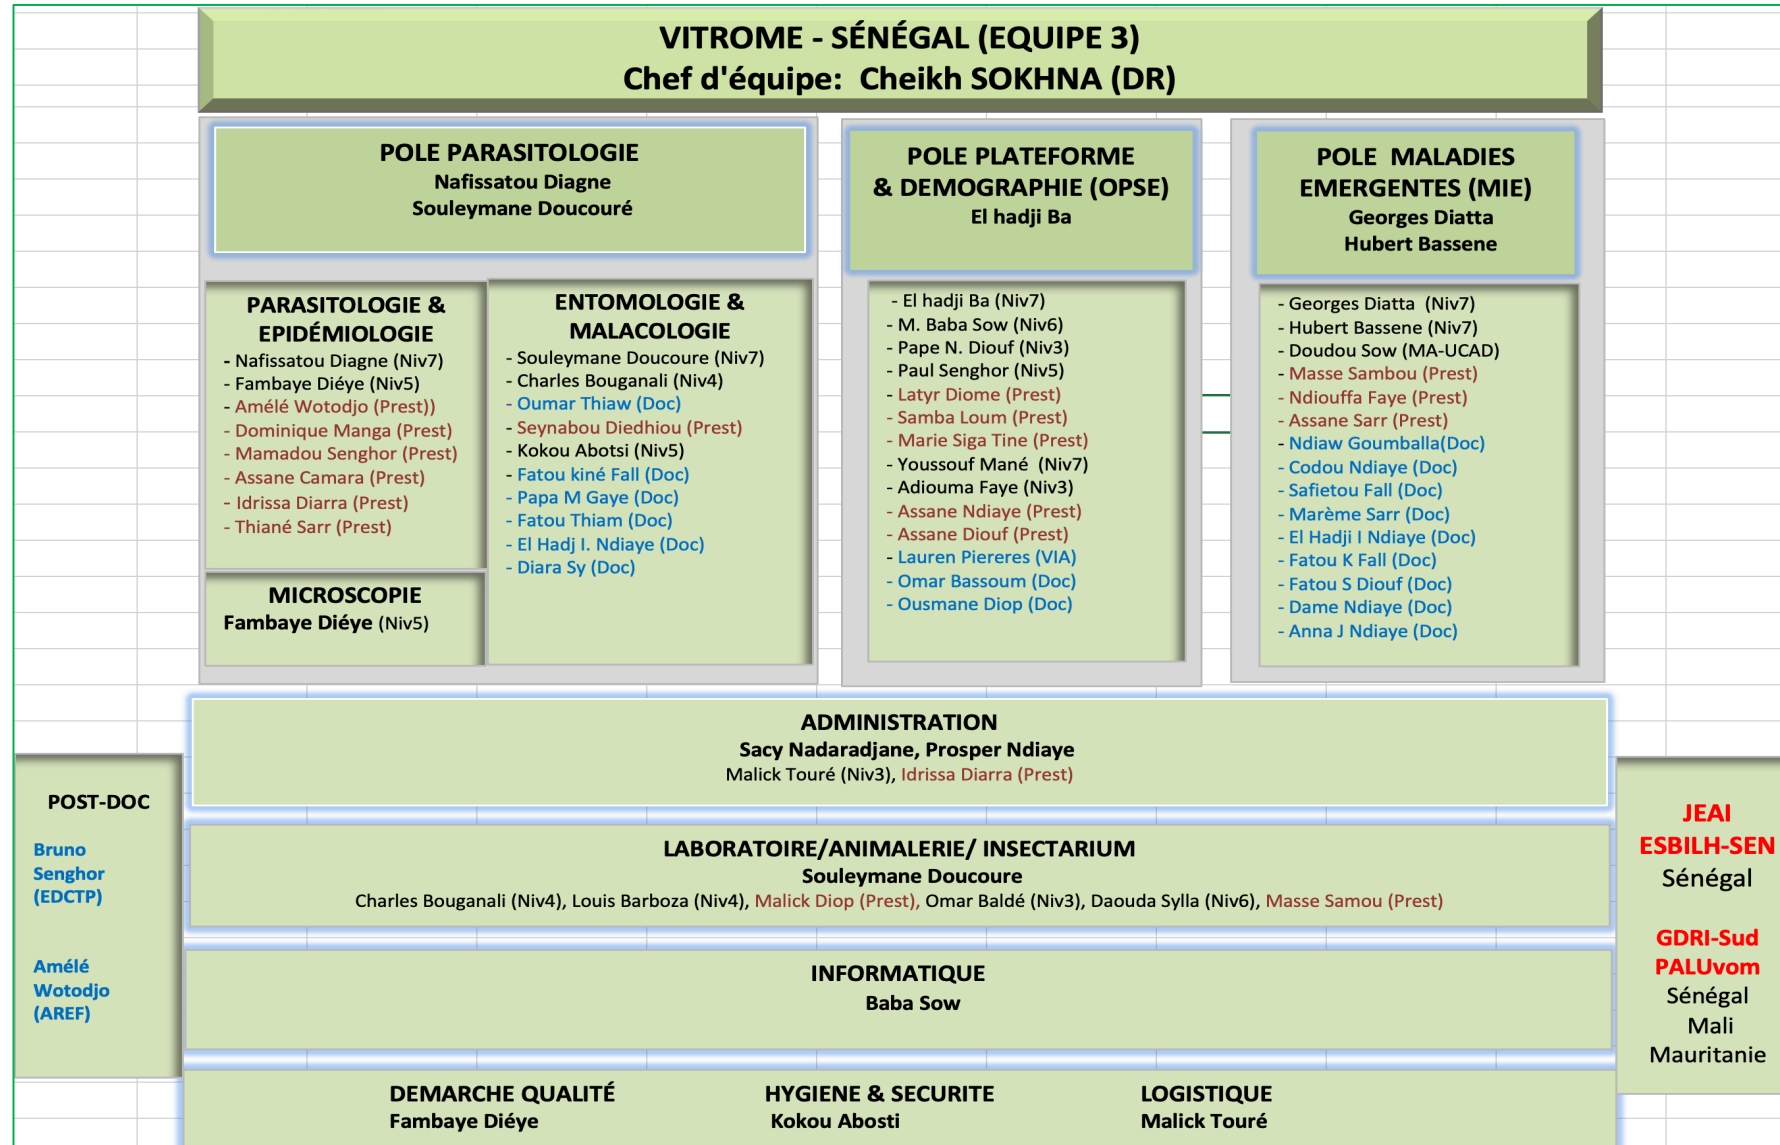 VITROME - SÉNÉGAL (EQUIPE 3)
Chef d'équipe: Cheikh SOKHNA (DR)
POLE PARASITOLOGIE
Nafissatou Diagne
Souleymane Doucouré
PARASITOLOGIE &
EPIDÉMIOLOGIE
- Nafissatou Diagne (Niv7)
- Fambaye Diéye (Niv5)
- Amélé Wotodjo (Prest))
- Dominique Manga (Prest)
- Mamadou Senghor (Prest)
- Assane Camara (Prest)
- Idrissa Diarra (Prest)
- Thiané Sarr (Prest)
MICROSCOPIE
Fambaye Diéye (Niv5)
ENTOMOLOGIE &
MALACOLOGIE
- Souleymane Doucoure (Niv7)
- Charles Bouganali (Niv4)
- Oumar Thiaw (Doc)
- Seynabou Diedhiou (Prest)
- Kokou Abotsi (Niv5)
- Fatou kiné Fall (Doc)
- Papa M Gaye (Doc)
- Fatou Thiam (Doc)
- El Hadj I. Ndiaye (Doc)
- Diara Sy (Doc)
POLE PLATEFORME
& DEMOGRAPHIE (OPSE)
El hadji Ba
- El hadji Ba (Niv7)
- M. Baba Sow (Niv6)
- Pape N. Diouf (Niv3)
- Paul Senghor (Niv5)
- Latyr Diome (Prest)
- Samba Loum (Prest)
- Marie Siga Tine (Prest)
- Youssouf Mané (Niv7)
- Adiouma Faye (Niv3)
- Assane Ndiaye (Prest)
- Assane Diouf (Prest)
- Lauren Piereres (VIA)
- Omar Bassoum (Doc)
- Ousmane Diop (Doc)
POLE MALADIES
EMERGENTES (MIE)
Georges Diatta
Hubert Bassene
- Georges Diatta (Niv7)
- Hubert Bassene (Niv7)
- Doudou Sow (MA-UCAD)
- Masse Sambou (Prest)
- Ndiouffa Faye (Prest)
- Assane Sarr (Prest)
- Ndiaw Goumballa(Doc)
- Codou Ndiaye (Doc)
- Safietou Fall (Doc)
- Marème Sarr (Doc)
- El Hadji I Ndiaye (Doc)
- Fatou K Fall (Doc)
- Fatou S Diouf (Doc)
- Dame Ndiaye (Doc)
- Anna J Ndiaye (Doc)
ADMINISTRATION
Sacy Nadaradjane, Prosper Ndiaye
Malick Touré (Niv3), Idrissa Diarra (Prest)
POST-DOC
Bruno
Senghor
(EDCTP)
Amélé
Wotodjo
(AREF)
LABORATOIRE/ANIMALERIE/ INSECTARIUM
Souleymane Doucoure
Charles Bouganali (Niv4), Louis Barboza (Niv4), Malick Diop (Prest), Omar Baldé (Niv3), Daouda Sylla (Niv6), Masse Samou (Prest)
INFORMATIQUE
Baba Sow
JEAI
ESBILH-SEN
Sénégal
GDRI-Sud
PALUvom
Sénégal
Mali
Mauritanie
DEMARCHE QUALITÉ
Fambaye Diéye
HYGIENE & SECURITE
Kokou Abosti
LOGISTIQUE
Malick Touré